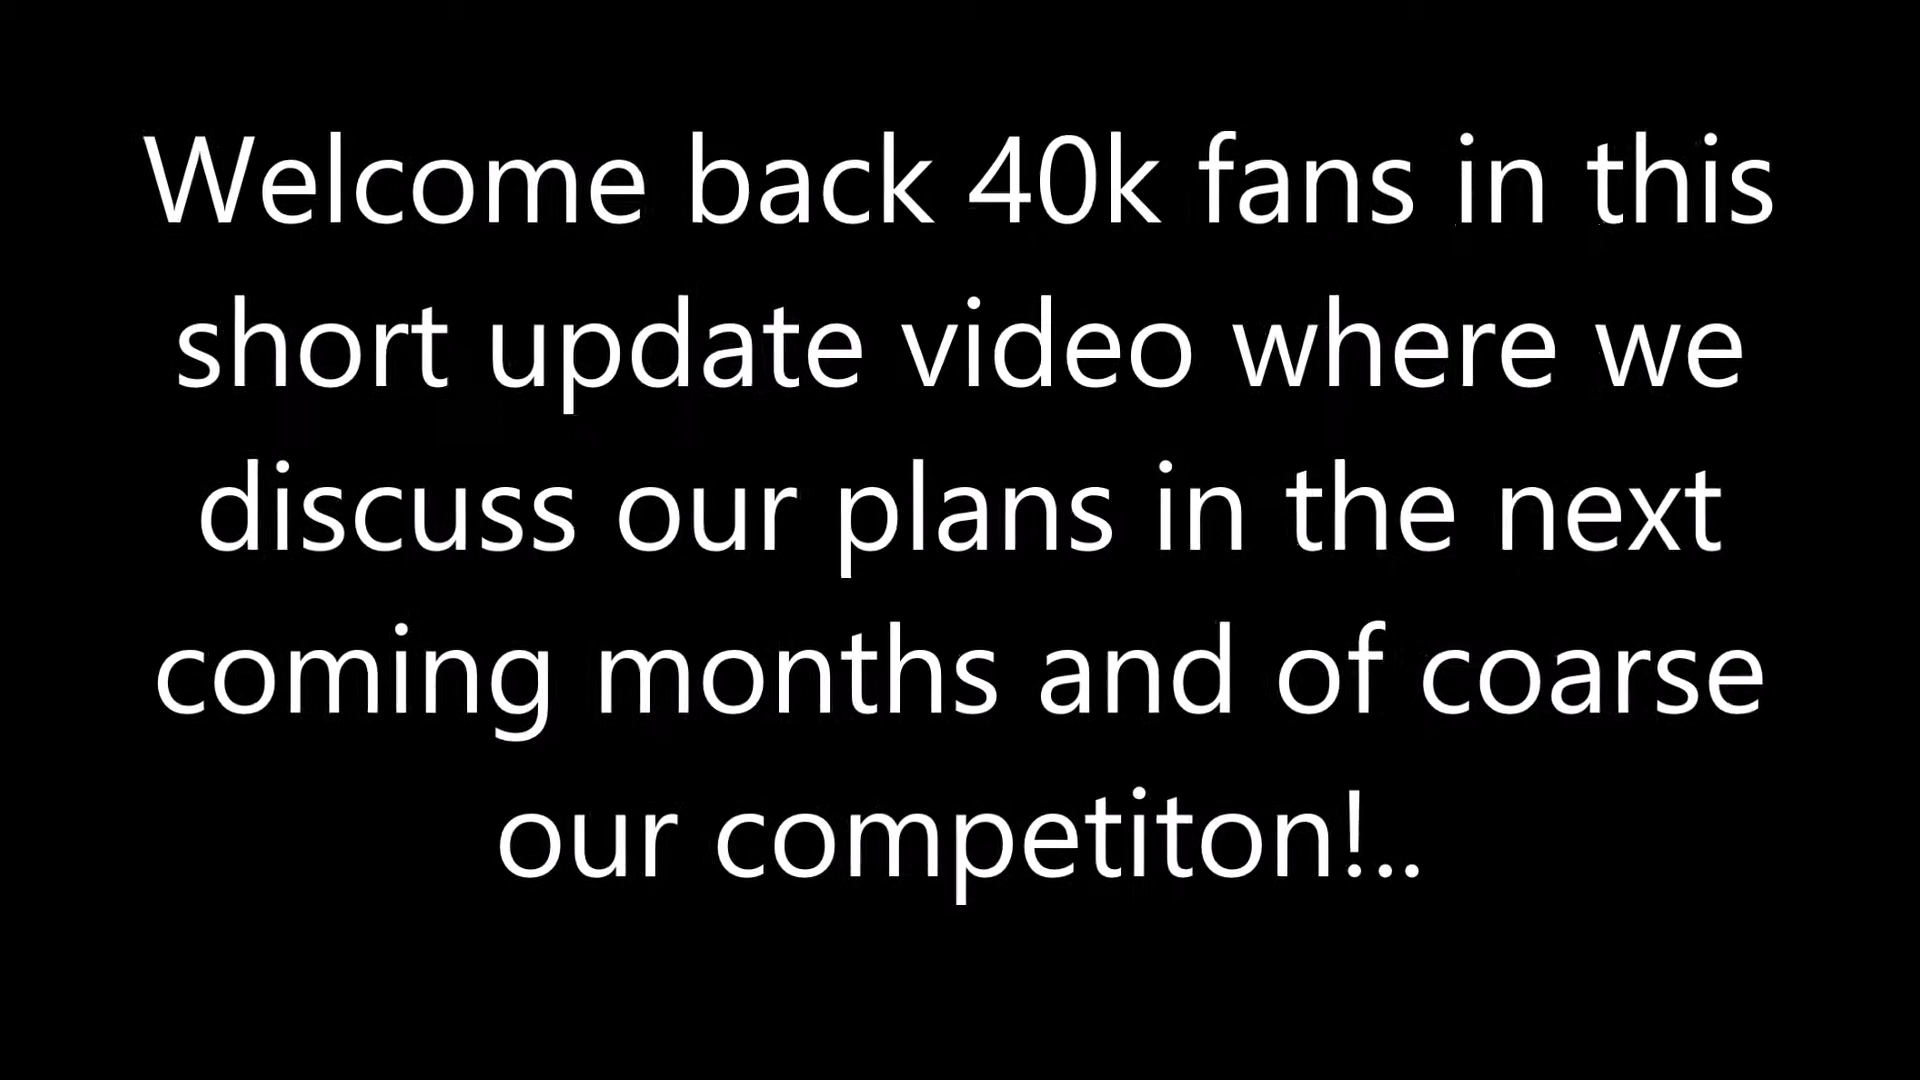 Welcome back 40k fans in this
short update video where we
discuss our plans in the next
coming months and of coarse
our competiton!..